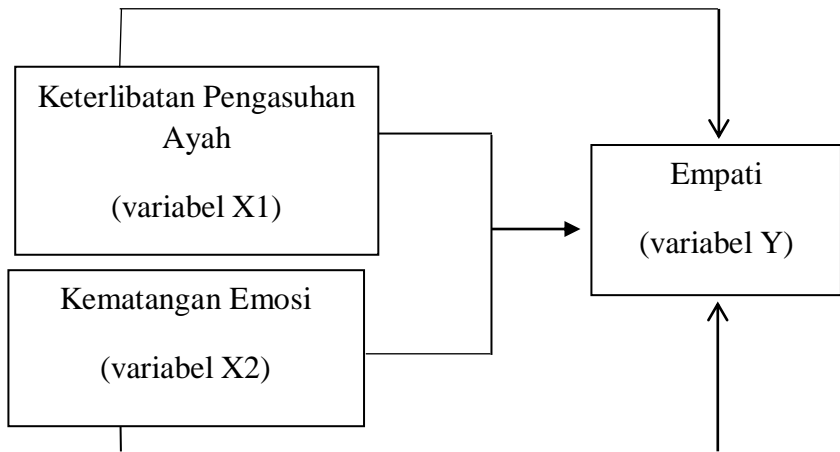 Keterlibatan Pengasuhan
Ayah
(variabel X1)
Kematangan Emosi
(variabel X2)
Empati
(variabel Y)